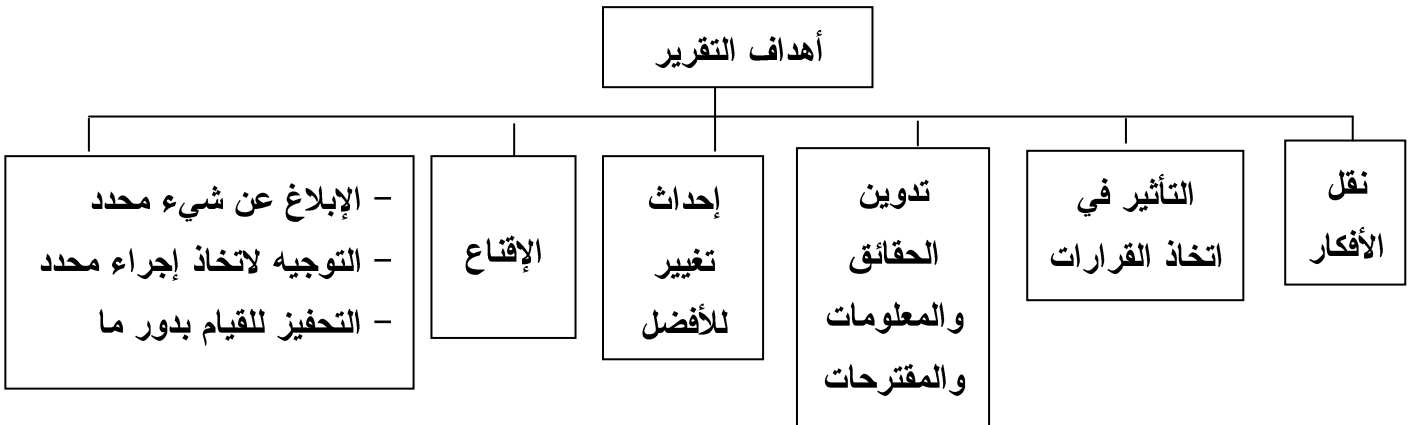 أهداف التقرير
نقل
الأفكار
التأثير في
اتخاذ القرارات
تدوين
الحقائق
والمعلومات
والمقترحات
إحداث
تغيير
للأفضل
الإقناع
- الإبلاغ عن شيء محدد
- التوجيه لاتخاذ إجراء محدد
- التحفيز للقيام بدور ما